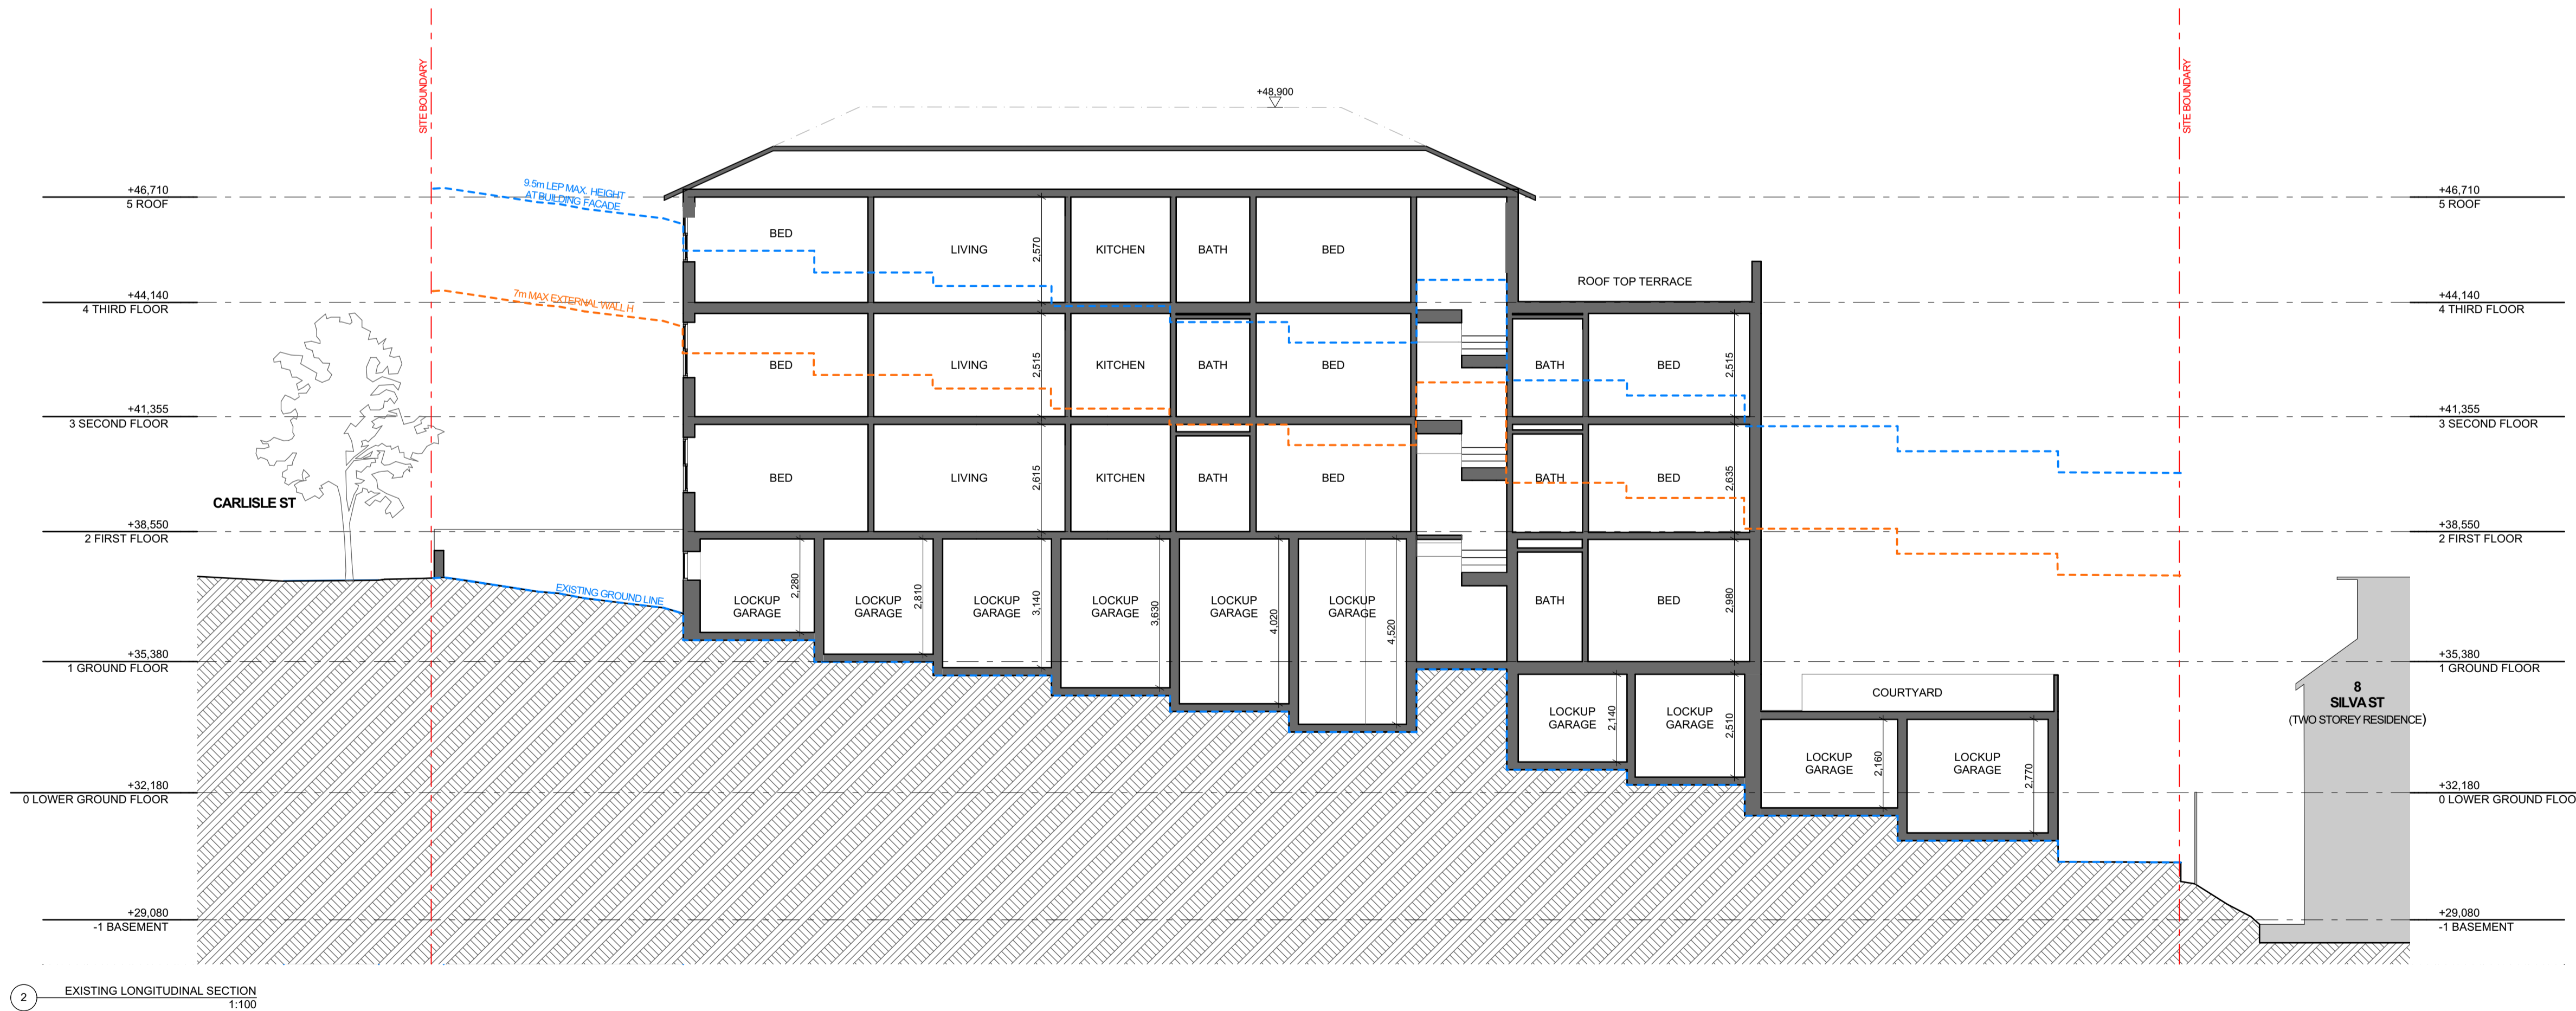 SITE BOUNDARY
SITE BOUNDARY
+48,900
9.5m LEP MAX. HEIGHT
AT BUILDING FACADE
+46,710
5 ROOF
+46,710
5 ROOF
BED
LIVING
2,570
KITCHEN
BATH
BED
ROOF TOP TERRACE
7m MAX EXTERNAL WALL H
+44,140
4 THIRD FLOOR
+44,140
4 THIRD FLOOR
BED
LIVING
2,515
KITCHEN
BATH
BED
BATH
BED
2,515
+41,355
3 SECOND FLOOR
+41,355
3 SECOND FLOOR
BED
LIVING
2,615
KITCHEN
BATH
BED
BATH
BED
2,635
CARLISLE ST
+38,550
2 FIRST FLOOR
+38,550
2 FIRST FLOOR
EXISTING GROUND LINE
LOCKUP
GARAGE
2,280
LOCKUP
GARAGE
2,810
LOCKUP
GARAGE
3,140
LOCKUP
GARAGE
3,630
LOCKUP
GARAGE
4,020
LOCKUP
GARAGE
4,520
BATH
BED
2,980
+35,380
1 GROUND FLOOR
+35,380
1 GROUND FLOOR
COURTYARD
8
SILVA ST
(TWO STOREY RESIDENCE)
LOCKUP
GARAGE
2,140
LOCKUP
GARAGE
2,510
LOCKUP
GARAGE
2,160
LOCKUP
GARAGE
2,770
+32,180
0 LOWER GROUND FLOOR
+32,180
0 LOWER GROUND FLOO
+29,080
-1 BASEMENT
+29,080
-1 BASEMENT
2
EXISTING LONGITUDINAL SECTION
1:100